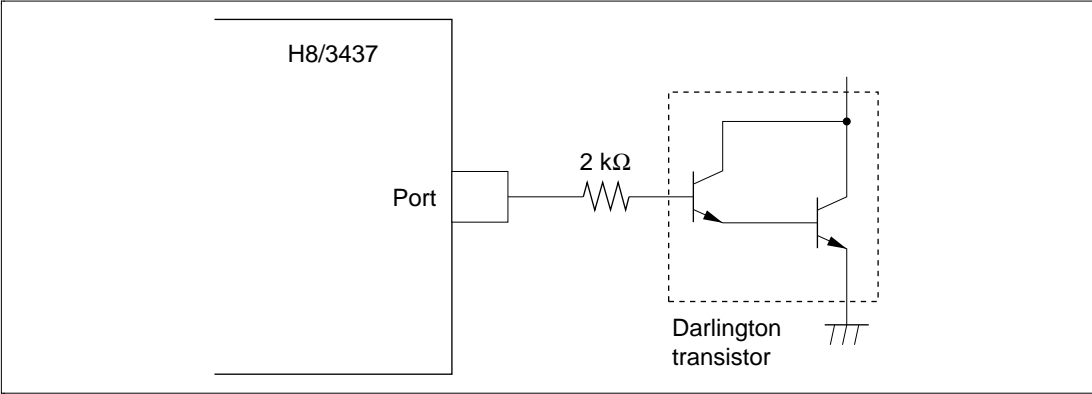 H8/3437
2 kΩ
Port
Darlington
transistor